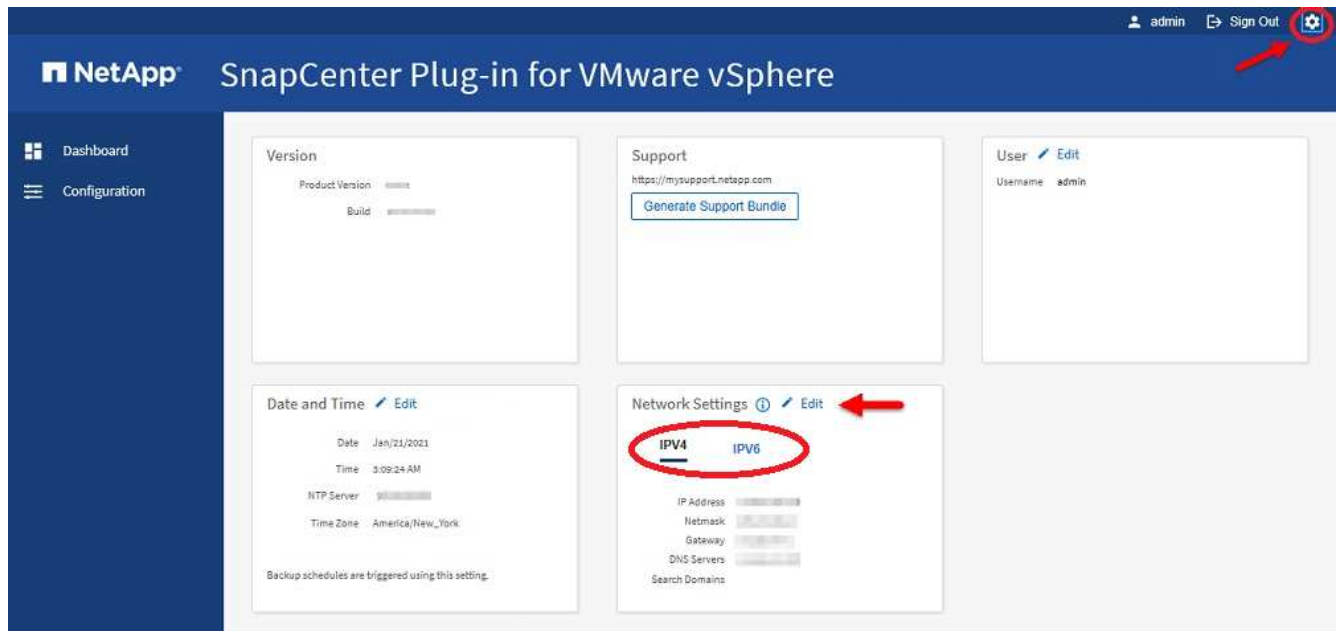 admin Sign Out
NetApp SnapCenter Plug-in for VMware vSphere
Dashboard
Configuration
Version
Product Version
Build
Support
https://mysupport.netapp.com
Generate Support Bundle
User Edit
Username admin
Date and Time Edit
Date Jan/21/2021
Time 3:09:24 AM
NTP Server
Time Zone America/New_York
Backup schedules are triggered using this setting.
Network Settings Edit
IPV4 IPV6
IP Address
Netmask
Gateway
DNS Servers
Search Domains